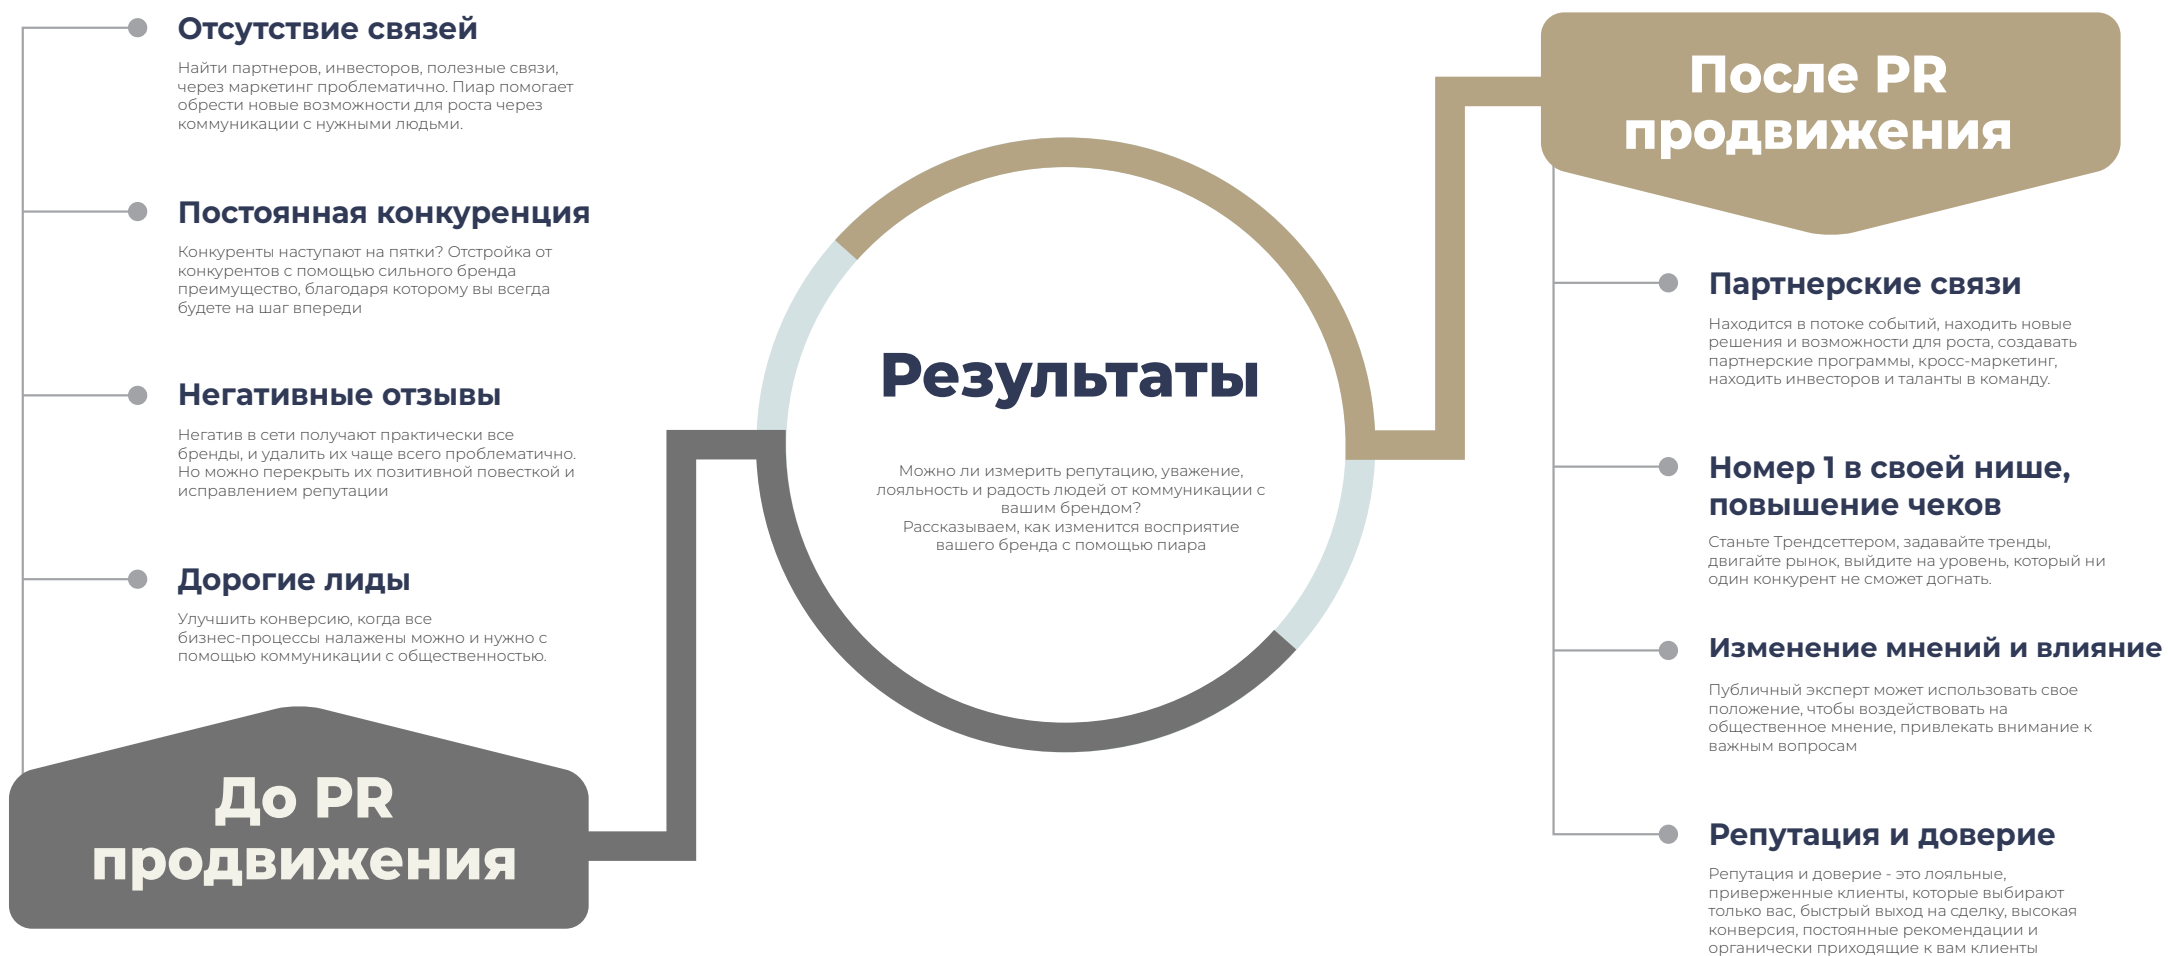 Отсутствие связей
Найти партнеров, инвесторов, полезные связи,
через маркетинг проблематично. Пиар помогает
обрести новые возможности для роста через
коммуникации с нужными людьми.
Постоянная конкуренция
Конкуренты наступают на пятки? Отстройка от
конкурентов с помощью сильного бренда
преимущество, благодаря которому вы всегда
будете на шаг впереди
Негативные отзывы
Негатив в сети получают практически все
бренды, и удалить их чаще всего проблематично.
Но можно перекрыть их позитивной повесткой и
исправлением репутации
Дорогие лиды
Улучшить конверсию, когда все
бизнес-процессы налажены можно и нужно с
помощью коммуникации с общественностью.
До PR
продвижения
Результаты
Можно ли измерить репутацию, уважение,
лояльность и радость людей от коммуникации с
вашим брендом?
Рассказываем, как изменится восприятие
вашего бренда с помощью пиара
После PR
продвижения
Партнерские связи
Находится в потоке событий, находить новые
решения и возможности для роста, создавать
партнерские программы, кросс-маркетинг,
находить инвесторов и таланты в команду.
Номер 1 в своей нише,
повышение чеков
Станьте Трендсеттером, задавайте тренды,
двигайте рынок, выйдите на уровень, который ни
один конкурент не сможет догнать.
Изменение мнений и влияние
Публичный эксперт может использовать свое
положение, чтобы воздействовать на
общественное мнение, привлекать внимание к
важным вопросам
Репутация и доверие
Репутация и доверие - это лояльные,
приверженные клиенты, которые выбирают
только вас, быстрый выход на сделку, высокая
конверсия, постоянные рекомендации и
органически приходящие к вам клиенты